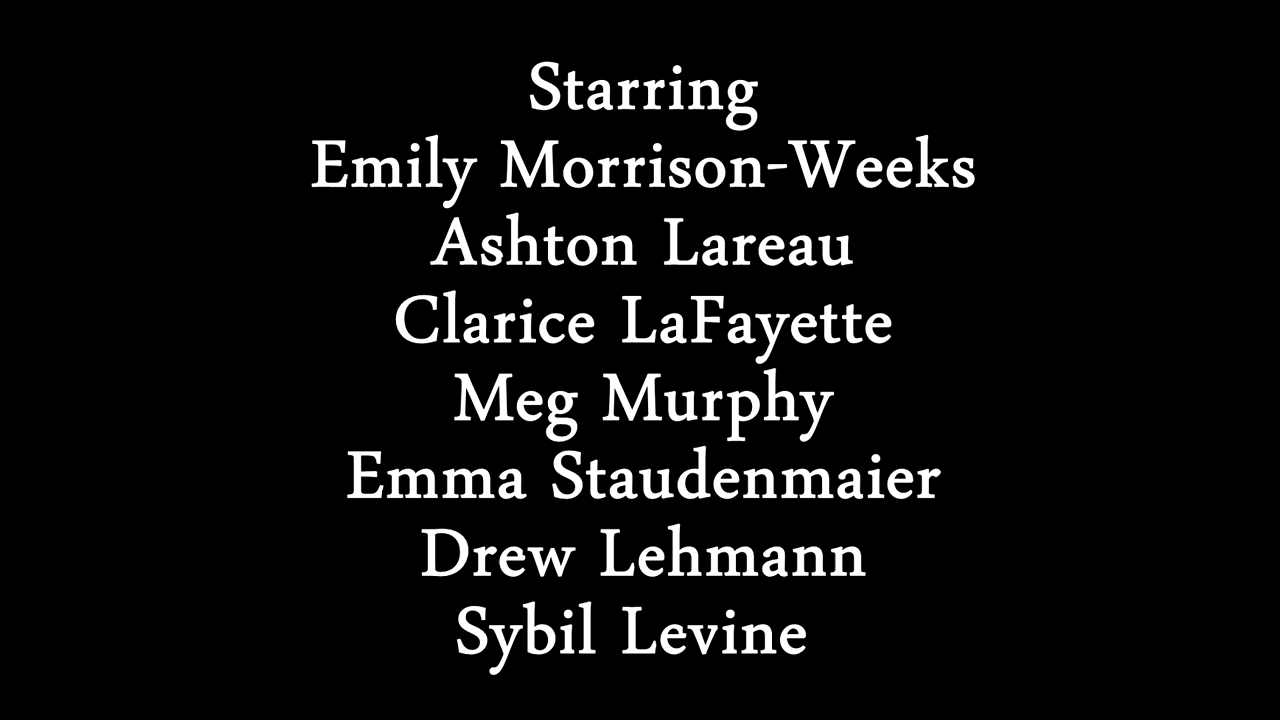 Starring
Emily Morrison-Weeks
Ashton Lareau
Clarice LaFayette
Meg Murphy
Emma Staudenmaier
Drew Lehmann
Sybil Levine